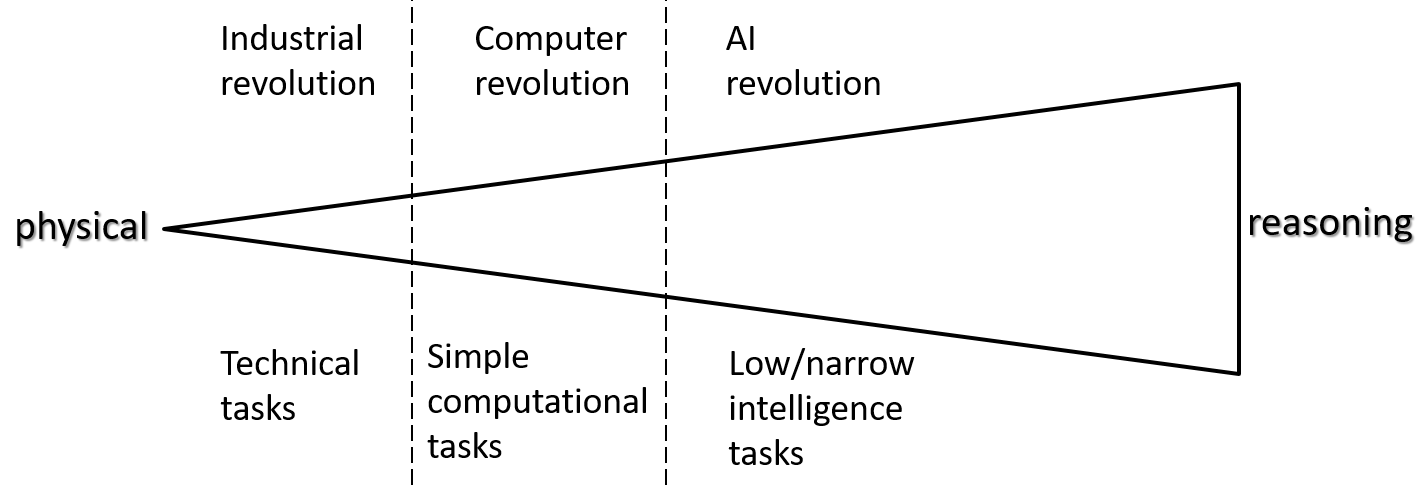 Industrial
revolution
Computer
revolution
AI
revolution
physical
reasoning
Technical
tasks
Simple
computational
tasks
Low/narrow
intelligence
tasks